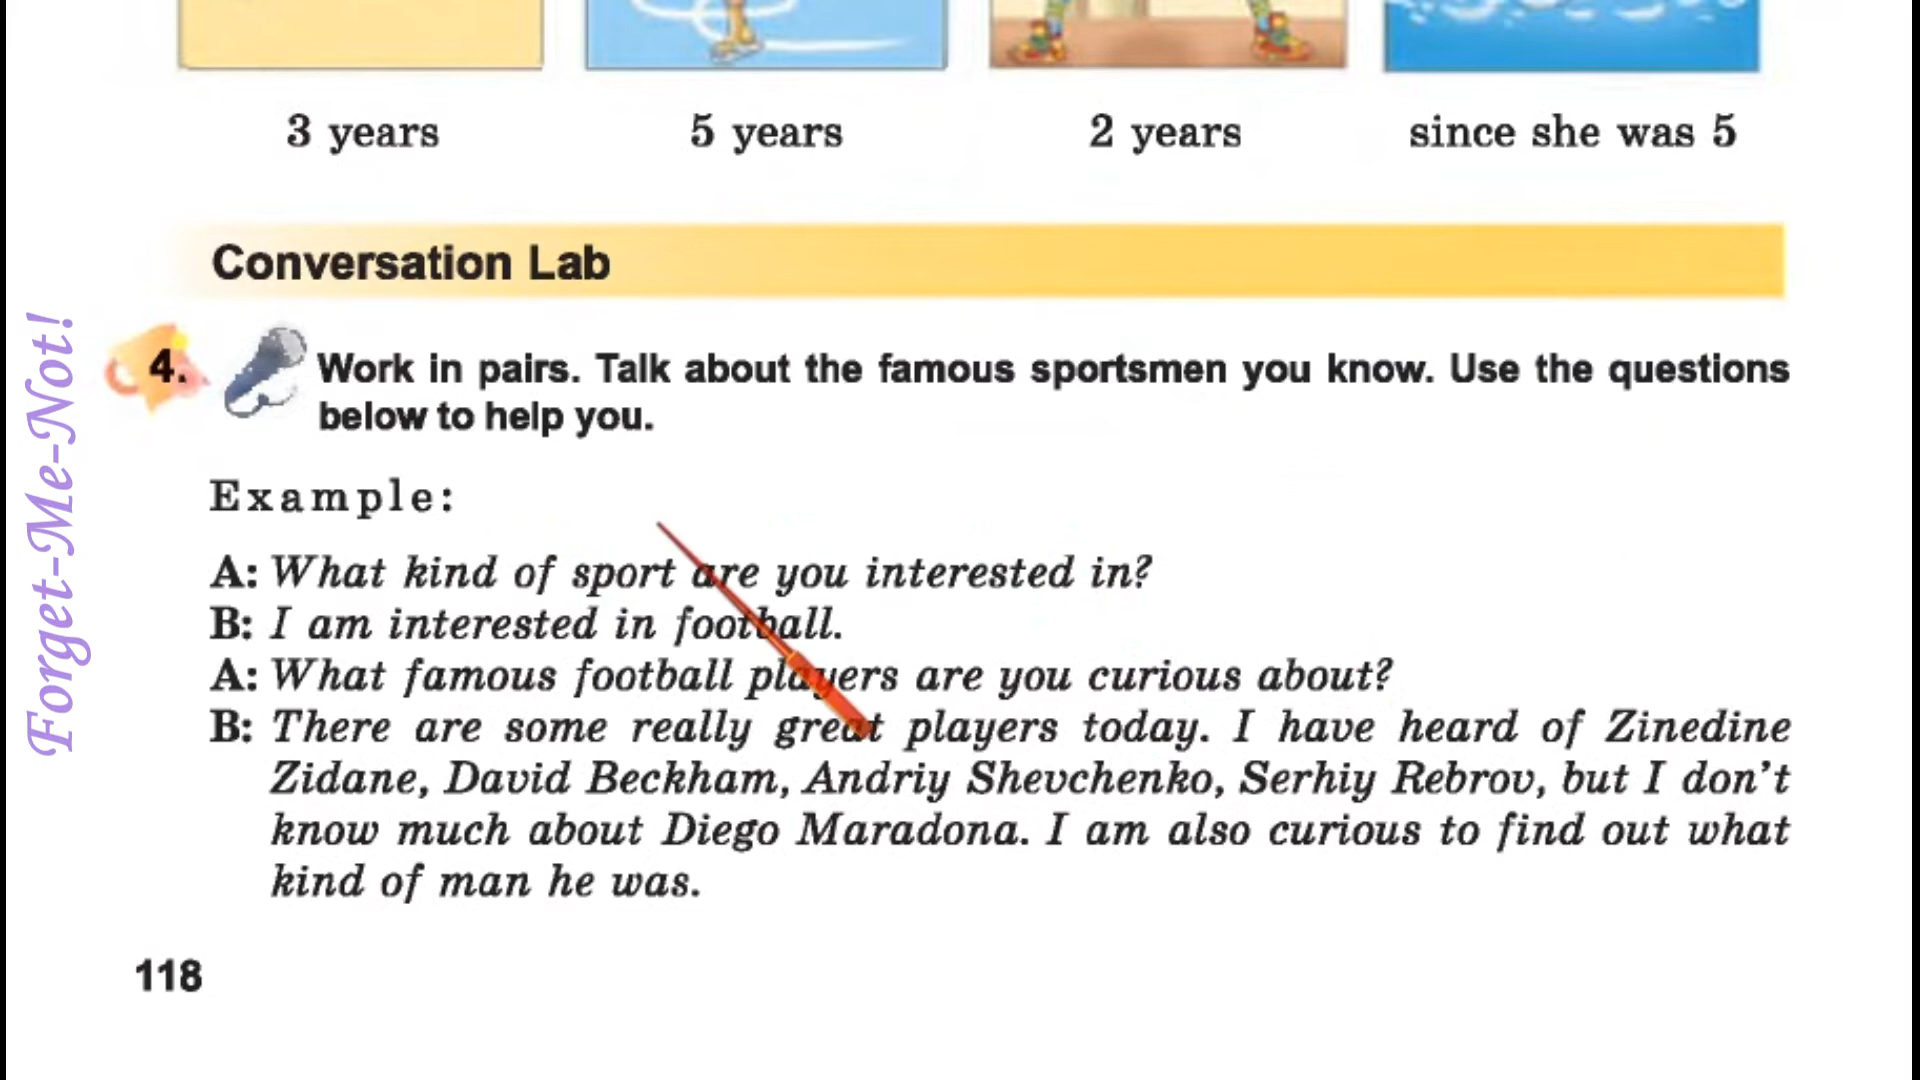 3 years 5 years 2 years since she was 5
Conversation Lab
4. Work in pairs. Talk about the famous sportsmen you know. Use the questions
below to help you.
Example:
A: What kind of sport are you interested in?
B: I am interested in football.
A: What famous football players are you curious about?
B: There are some really great players today. I have heard of Zinedine
Zidane, David Beckham, Andriy Shevchenko, Serhiy Rebrov, but I don't
know much about Diego Maradona. I am also curious to find out what
kind of man he was.
118
Forget-Me-Not!